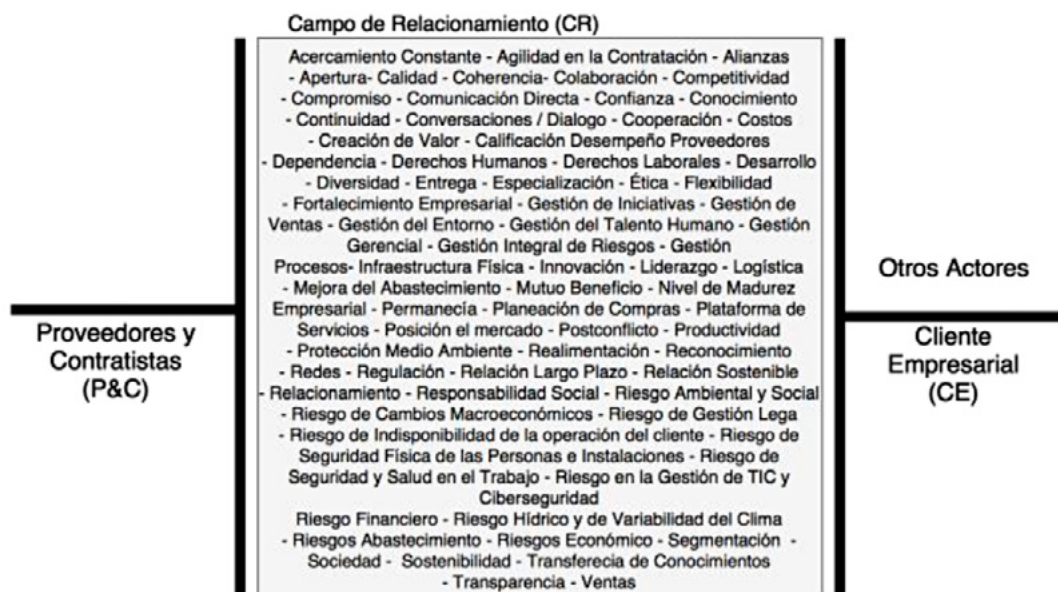 Campo de Relacionamiento (CR)
Acercamiento Constante - Agilidad en la Contratación - Alianzas
- Apertura- Calidad - Coherencia- Colaboración - Competitividad
- Compromiso - Comunicación Directa - Confianza - Conocimiento
- Continuidad - Conversaciones / Dialogo - Cooperación - Costos
- Creación de Valor - Calificación Desempeño Proveedores
- Dependencia - Derechos Humanos - Derechos Laborales - Desarrollo
- Diversidad - Entrega - Especialización - Ética - Flexibilidad
- Fortalecimiento Empresarial - Gestión de Iniciativas - Gestión de
Ventas - Gestión del Entorno - Gestión del Talento Humano - Gestión
Gerencial - Gestión Integral de Riesgos - Gestión
Procesos- Infraestructura Física - Innovación - Liderazgo - Logística
- Mejora del Abastecimiento - Mutuo Beneficio - Nivel de Madurez
Empresarial - Permanecía - Planeación de Compras - Plataforma de
Servicios - Posición el mercado - Postconflicto - Productividad
- Protección Medio Ambiente - Realimentación - Reconocimiento
- Redes - Regulación - Relación Largo Plazo - Relación Sostenible
- Relacionamiento - Responsabilidad Social - Riesgo Ambiental y Social
- Riesgo de Cambios Macroeconómicos - Riesgo de Gestión Lega
- Riesgo de Indisponibilidad de la operación del cliente - Riesgo de
Seguridad Física de las Personas e Instalaciones - Riesgo de
Seguridad y Salud en el Trabajo - Riesgo en la Gestión de TIC y
Ciberseguridad
Riesgo Financiero - Riesgo Hídrico y de Variabilidad del Clima
- Riesgos Abastecimiento - Riesgos Económico - Segmentación -
Sociedad - Sostenibilidad - Transferecia de Conocimientos
- Transparencia - Ventas
Proveedores y
Contratistas
(P&C)
Otros Actores
Cliente
Empresarial
(CE)